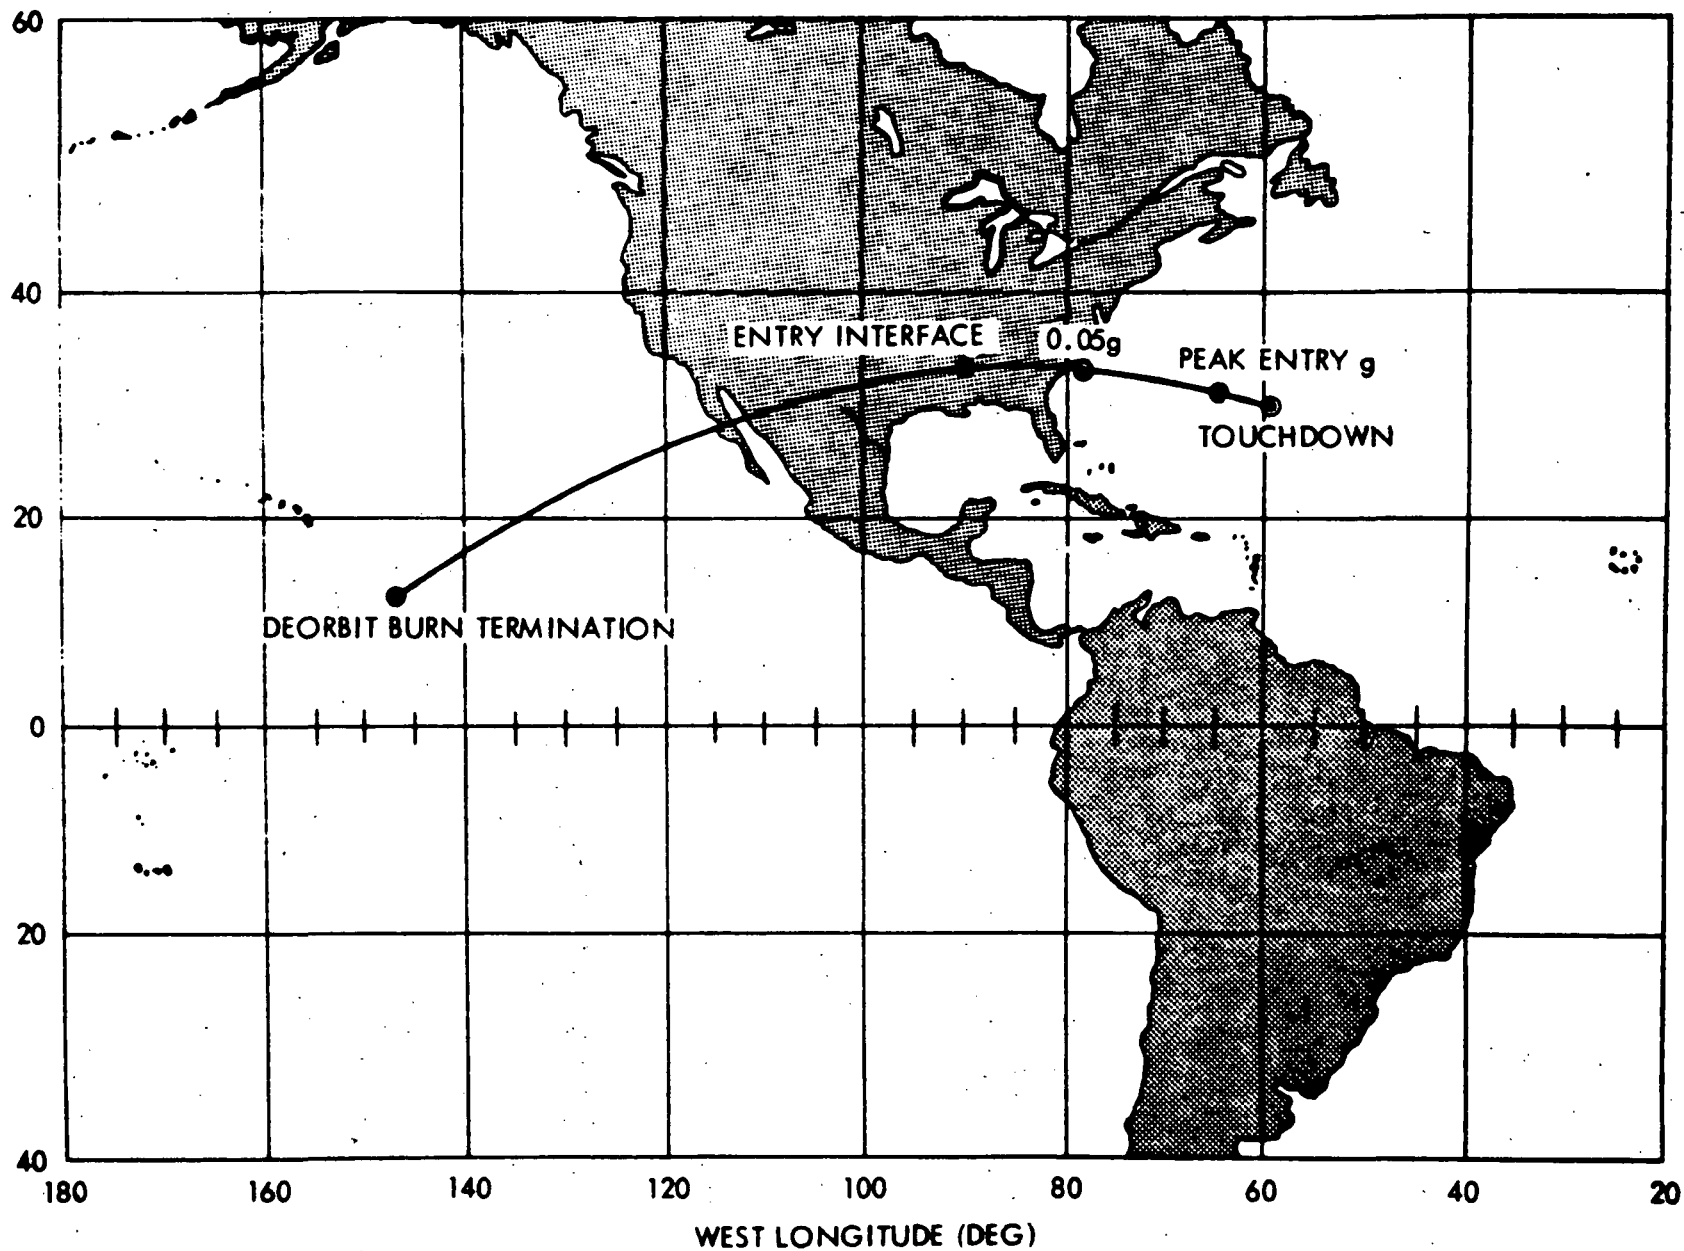 60
40
ENTRY INTERFACE
0.05g
PEAK ENTRY g
TOUCHDOWN
20
DEORBIT BURN TERMINATION
0
20
40
180 160 140 120 100 80 60 40 20
WEST LONGITUDE (DEG)